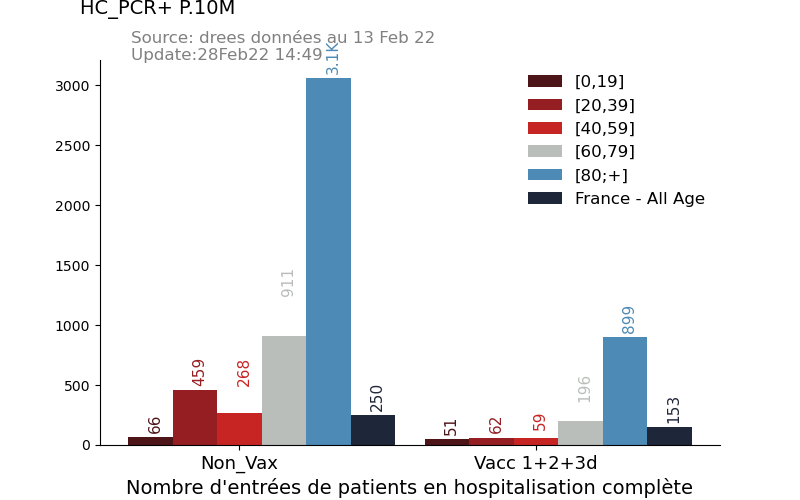 HC_PCR+ P.10M
Source: drees données au 13 Feb 22
Update:28Feb22 14:49
3.1K
3000
2500
2000
1500
1000
500
0
[0,19]
[20,39]
[40,59]
[60,79]
[80;+]
France - All Age
66
459
268
911
250
51
62
59
196
899
153
Non_Vax
Vacc 1+2+3d
Nombre d'entrées de patients en hospitalisation complète